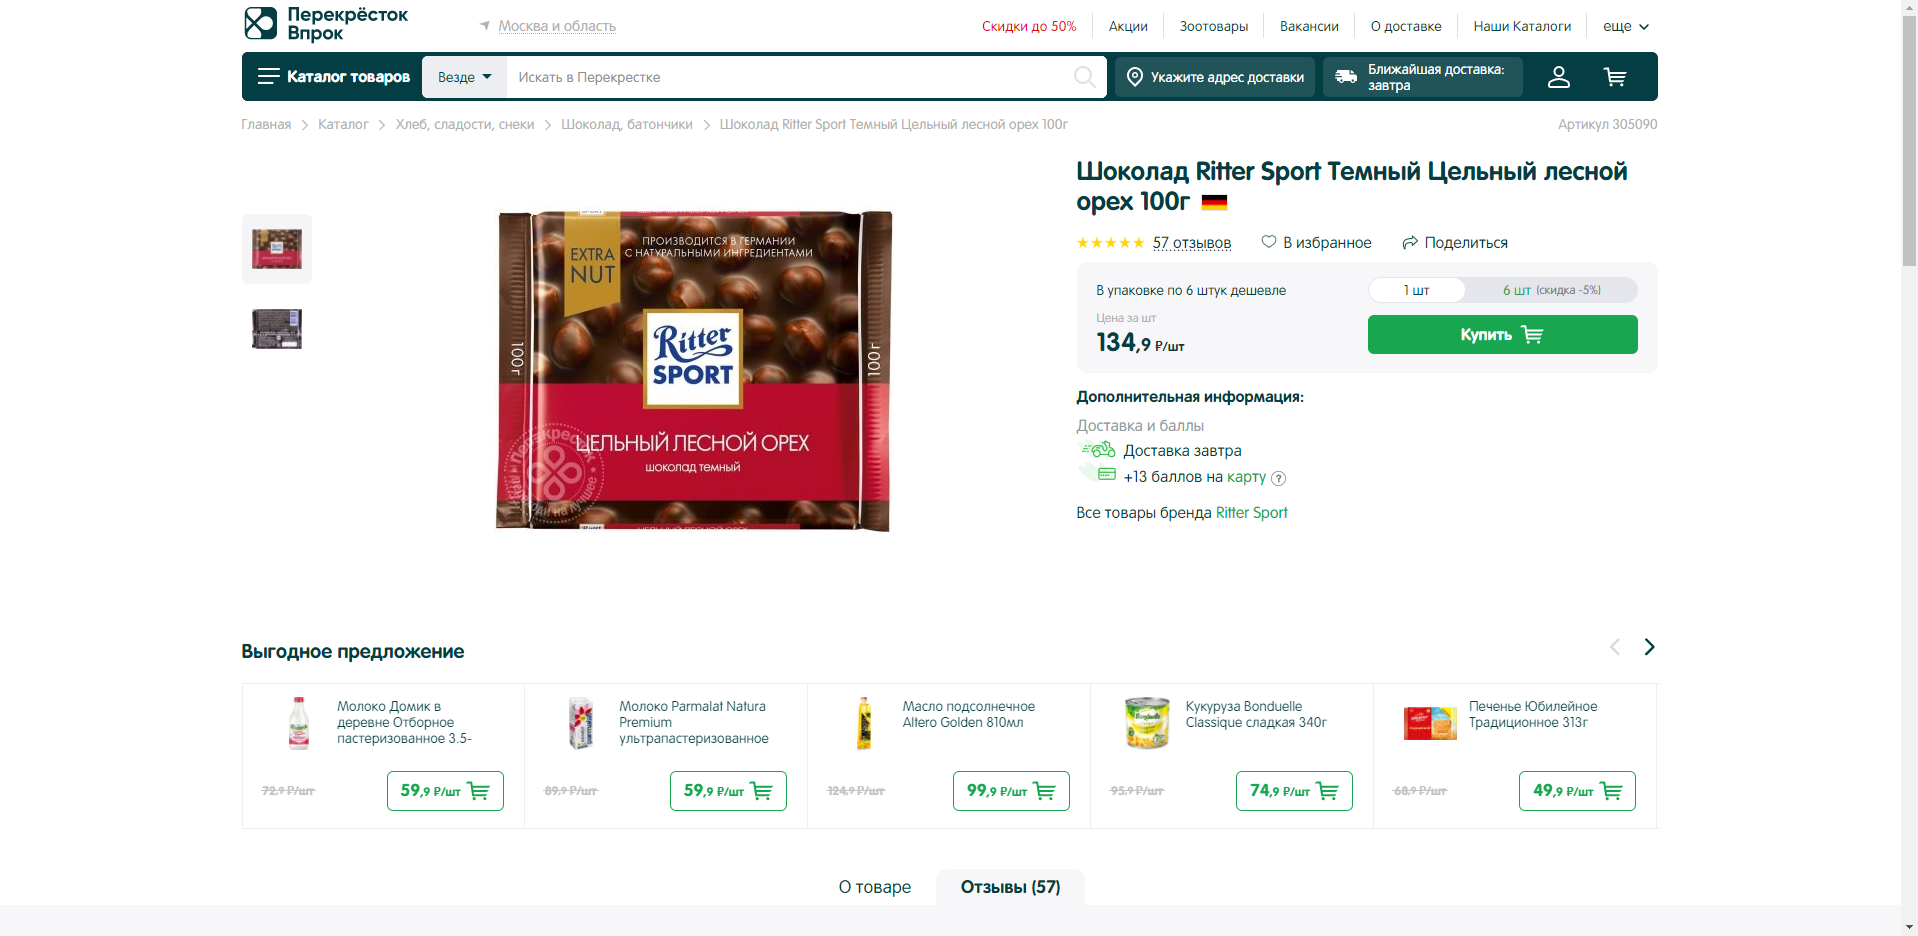 Перекрёсток
Впрок
Москва и область
Скидки до 50%
Акции
Зоотовары
Вакансии
О доставке
Наши Каталоги
еще
Каталог товаров
Везде
Искать в Перекрестке
Укажите адрес доставки
Ближайшая доставка:
завтра
Главная
Каталог
Хлеб, сладости, снеки
Шоколад, батончики
Шоколад Ritter Sport Темный Цельный лесной орех 100г
Артикул 305090
EXTRA
NUT
ПРОИЗВОДИТСЯ В ГЕРМАНИИ
С НАТУРАЛЬНЫМИ ИНГРЕДИЕНТАМИ
100 г
Ritter
SPORT
100 г
ЦЕЛЬНЫЙ ЛЕСНОЙ ОРЕХ
ШОКОЛАД ТЕМНЫЙ
Перекресток
Шоколад Ritter Sport Темный Цельный лесной
орех 100г
57 отзывов
В избранное
Поделиться
В упаковке по 6 штук дешевле
1 шт
6 шт (скидка -5%)
Цена за шт
134,9 ₽/шт
Купить
Дополнительная информация:
Доставка и баллы
Доставка завтра
+13 баллов на карту ?
Все товары бренда Ritter Sport
Выгодное предложение
Молоко Домик в
деревне Отборное
пастеризованное 3.5-
72,9 ₽/шт
59,9 ₽/шт
Молоко Parmalat Natura
Premium
ультрапастеризованное
89,9 ₽/шт
59,9 ₽/шт
Масло подсолнечное
Altero Golden 810мл
124,9 ₽/шт
99,9 ₽/шт
Кукуруза Bonduelle
Classique сладкая 340г
95,9 ₽/шт
74,9 ₽/шт
Печенье Юбилейное
Традиционное 313г
68,9 ₽/шт
49,9 ₽/шт
О товаре
Отзывы (57)